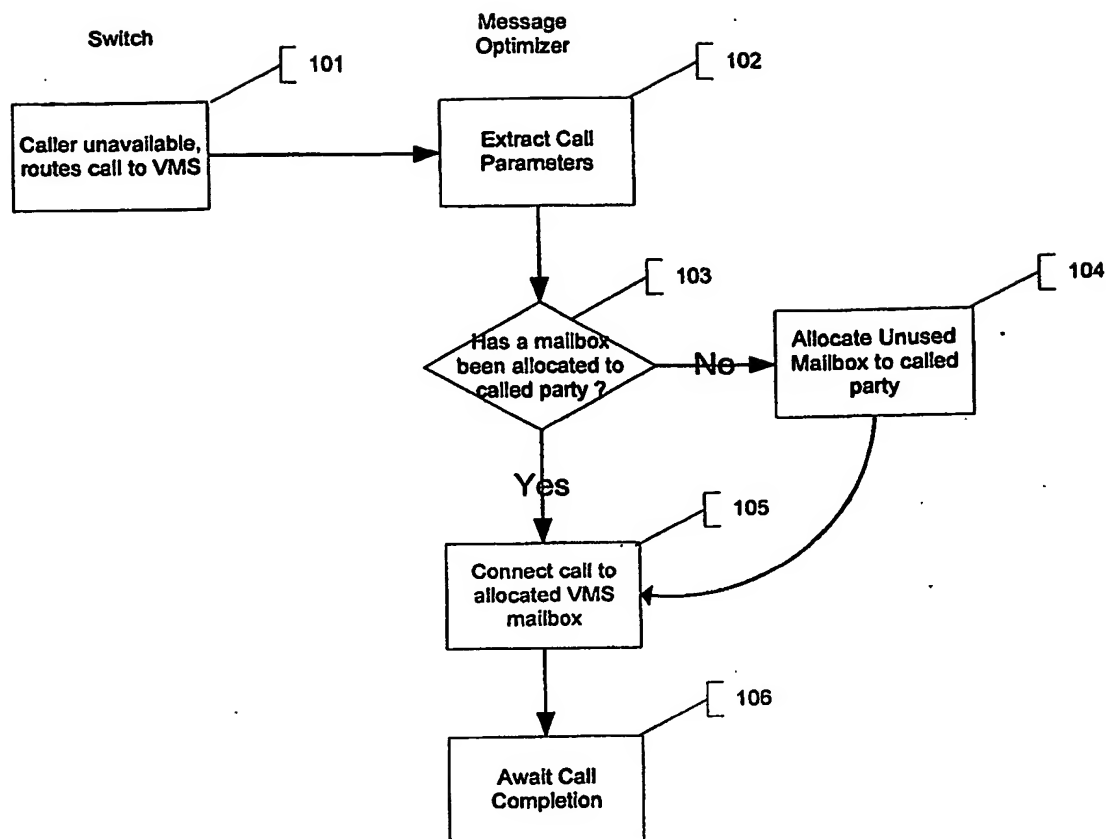 Switch
Message
Optimizer
101
102
Caller unavailable,
routes call to VMS
Extract Call
Parameters
103
104
Has a mailbox
been allocated to
called party ?
No
Allocate Unused
Mailbox to called
party
Yes
105
Connect call to
allocated VMS
mailbox
106
Await Call
Completion